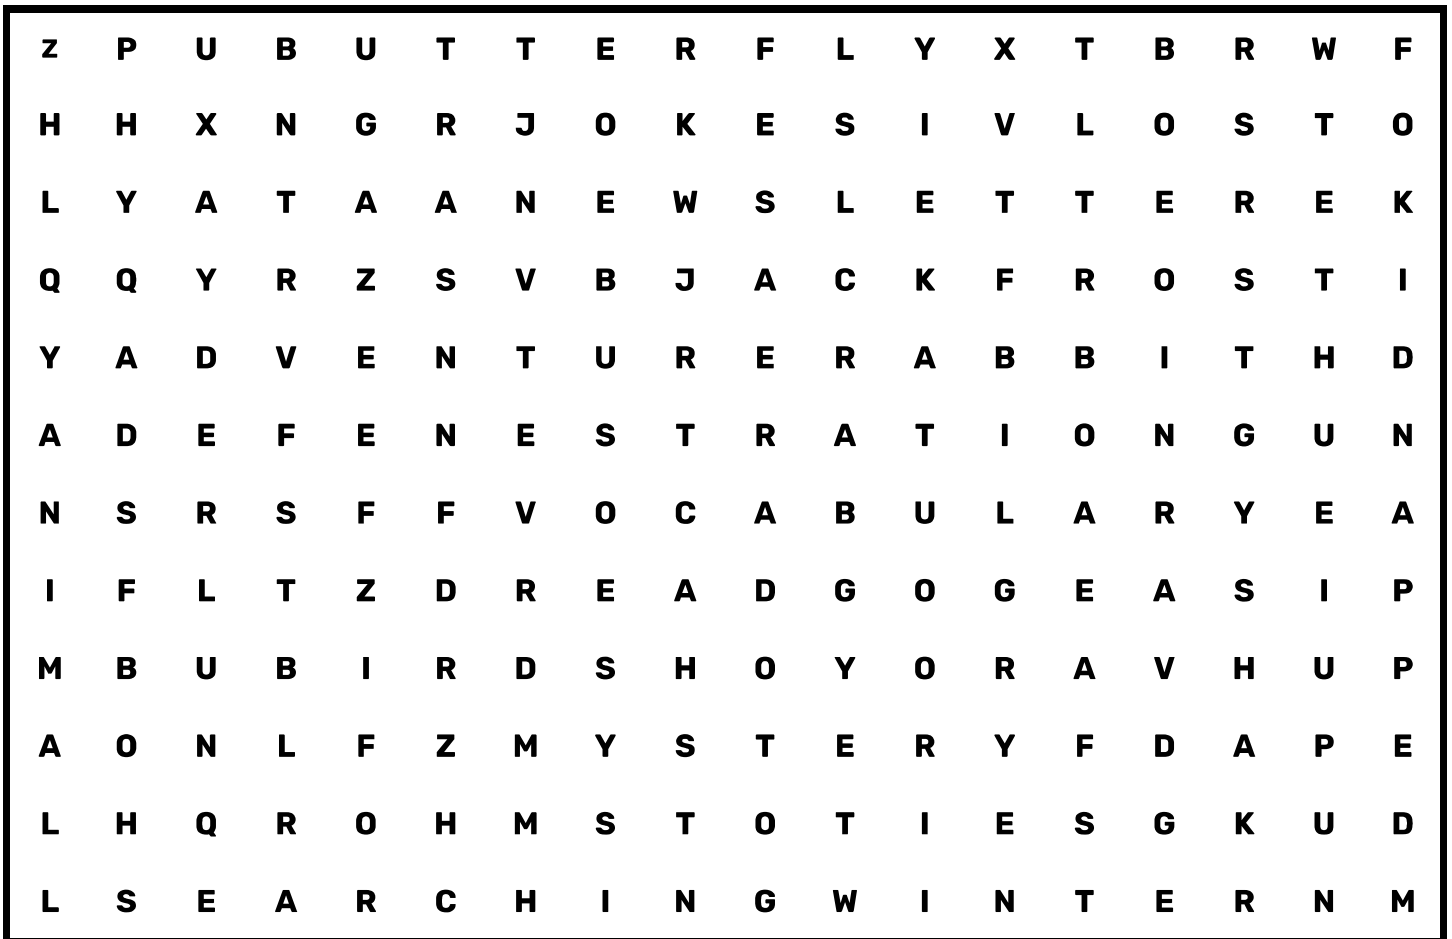 Z P U B U T T E R F L Y X T B R W F
H H X N G R J O K E S I V L O S T O
L Y A T A A N E W S L E T T E R E K
Q Q Y R Z S V B J A C K F R O S T I
Y A D V E N T U R E R A B B I T H D
A D E F E N E S T R A T I O N G U N
N S R S F F V O C A B U L A R Y E A
I F L T Z D R E A D G O G E A S I P
M B U B I R D S H O Y O R A V H U P
A O N L F Z M Y S T E R Y F D A P E
L H Q R O H M S T O T I E S G K U D
L S E A R C H I N G W I N T E R N M